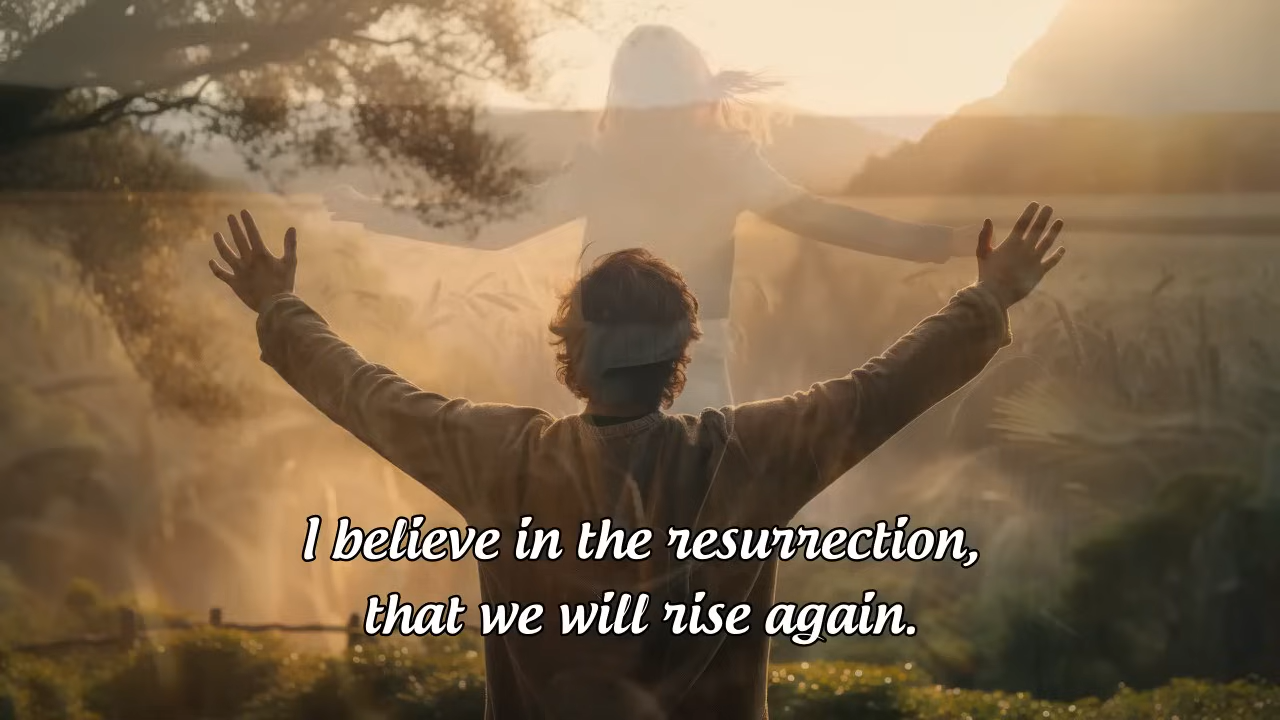 I believe in the resurrection,
that we will rise again.